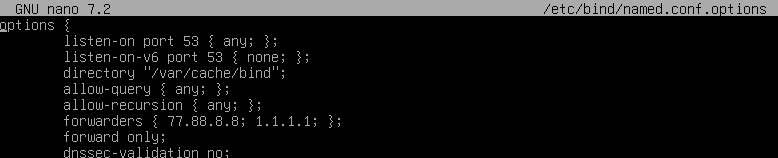 GNU nano 7.2 /etc/bind/named.conf.options
options {
listen-on port 53 { any; };
listen-on-v6 port 53 { none; };
directory "/var/cache/bind";
allow-query { any; };
allow-recursion { any; };
forwarders { 77.88.8.8; 1.1.1.1; };
forward only;
dnssec-validation no;